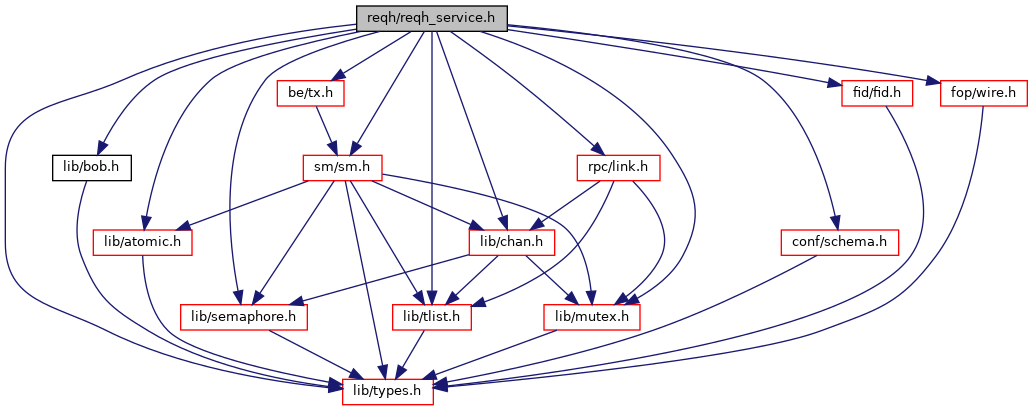 reqh/reqh_service.h
be/tx.h
fid/fid.h
fop/wire.h
lib/bob.h
sm/sm.h
rpc/link.h
lib/atomic.h
lib/chan.h
conf/schema.h
lib/semaphore.h
lib/tlist.h
lib/mutex.h
lib/types.h